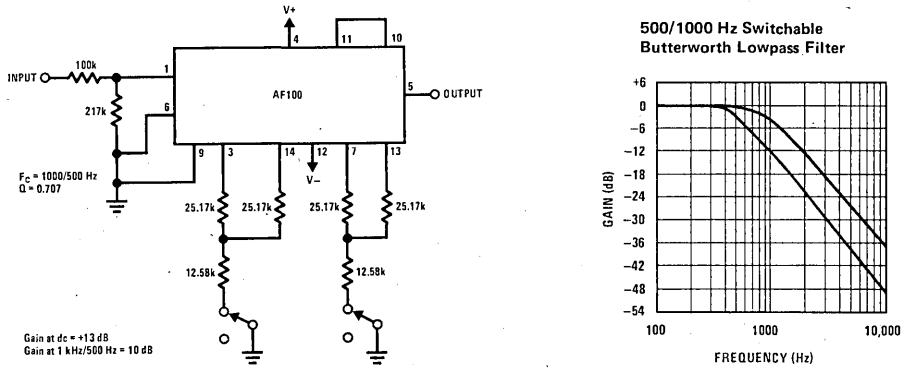 V+
4
11
10
INPUT
100k
1
AF100
5
OUTPUT
217k
6
9
3
14
12
7
13
V–
F_C = 1000/500 Hz
Q = 0.707
25.17k
25.17k
25.17k
25.17k
12.58k
12.58k
Gain at dc = +13 dB
Gain at 1 kHz/500 Hz = 10 dB
500/1000 Hz Switchable
Butterworth Lowpass Filter
GAIN (dB)
+6
0
–6
–12
–18
–24
–30
–36
–42
–48
–54
100
1000
10,000
FREQUENCY (Hz)